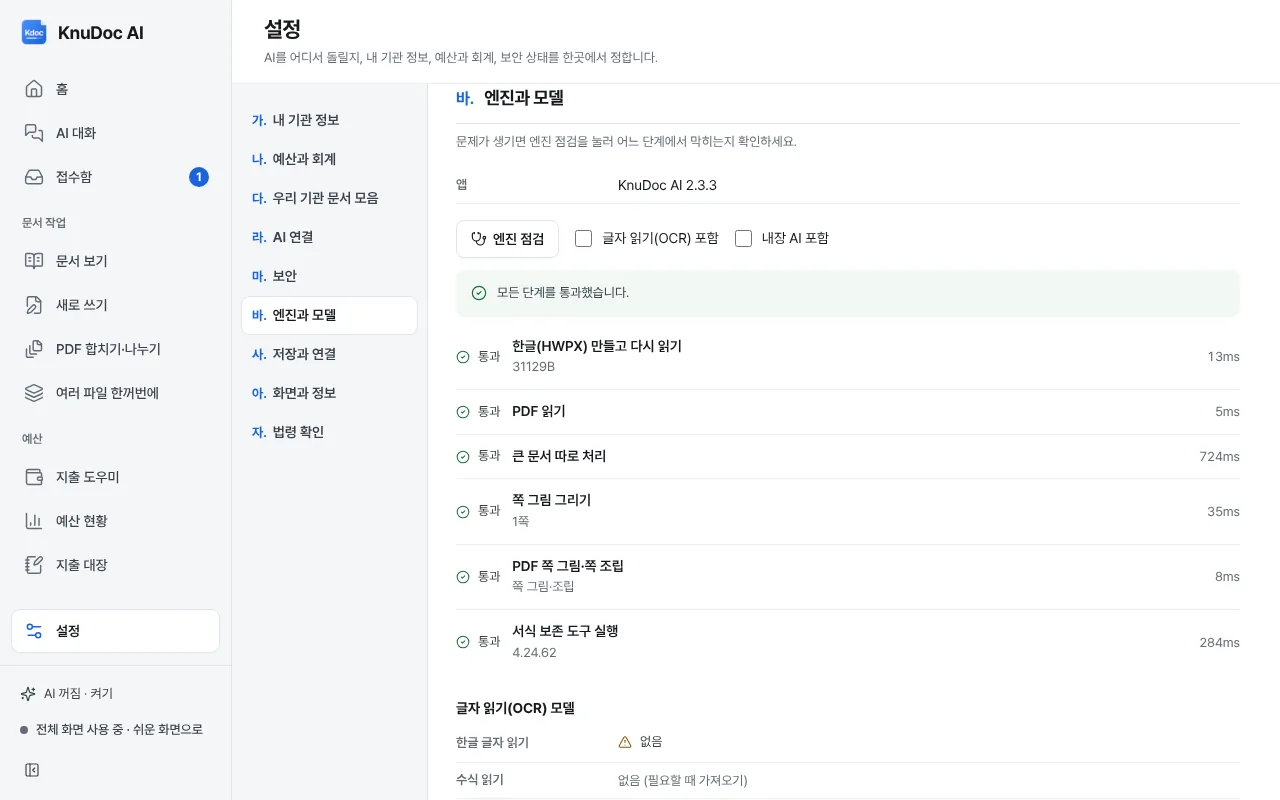 Kdoc
KnuDoc AI
홈
AI 대화
접수함
1
문서 작업
문서 보기
새로 쓰기
PDF 합치기·나누기
여러 파일 한꺼번에
예산
지출 도우미
예산 현황
지출 대장
설정
AI 꺼짐 · 켜기
전체 화면 사용 중 · 쉬운 화면으로
설정
AI를 어디서 돌릴지, 내 기관 정보, 예산과 회계, 보안 상태를 한곳에서 정합니다.
가. 내 기관 정보
나. 예산과 회계
다. 우리 기관 문서 모음
라. AI 연결
마. 보안
바. 엔진과 모델
사. 저장과 연결
아. 화면과 정보
자. 법령 확인
바. 엔진과 모델
문제가 생기면 엔진 점검을 눌러 어느 단계에서 막히는지 확인하세요.
앱 KnuDoc AI 2.3.3
엔진 점검 글자 읽기(OCR) 포함 내장 AI 포함
모든 단계를 통과했습니다.
통과 한글(HWPX) 만들고 다시 읽기 13ms
31129B
통과 PDF 읽기 5ms
통과 큰 문서 따로 처리 724ms
통과 쪽 그림 그리기 35ms
1쪽
통과 PDF 쪽 그림·쪽 조립 8ms
쪽 그림·조립
통과 서식 보존 도구 실행 284ms
4.24.62
글자 읽기(OCR) 모델
한글 글자 읽기 없음
수식 읽기 없음 (필요할 때 가져오기)